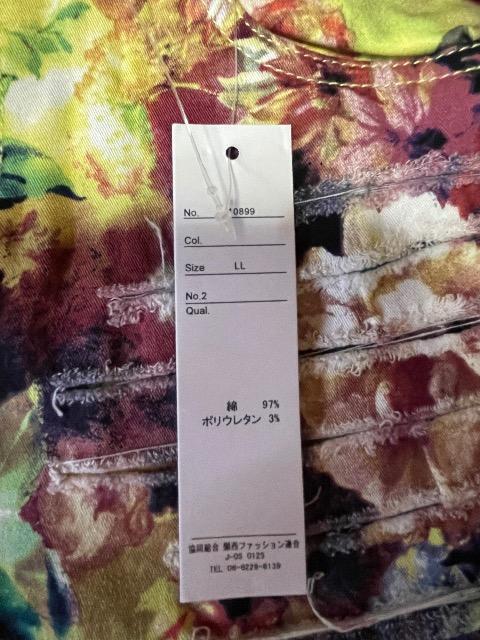 No. 10899
Col.
Size LL
No.2
Qual.
綿 97%
ポリウレタン 3%
協同組合 関西ファッション連合
J-05 0125
TEL 06-6228-6139